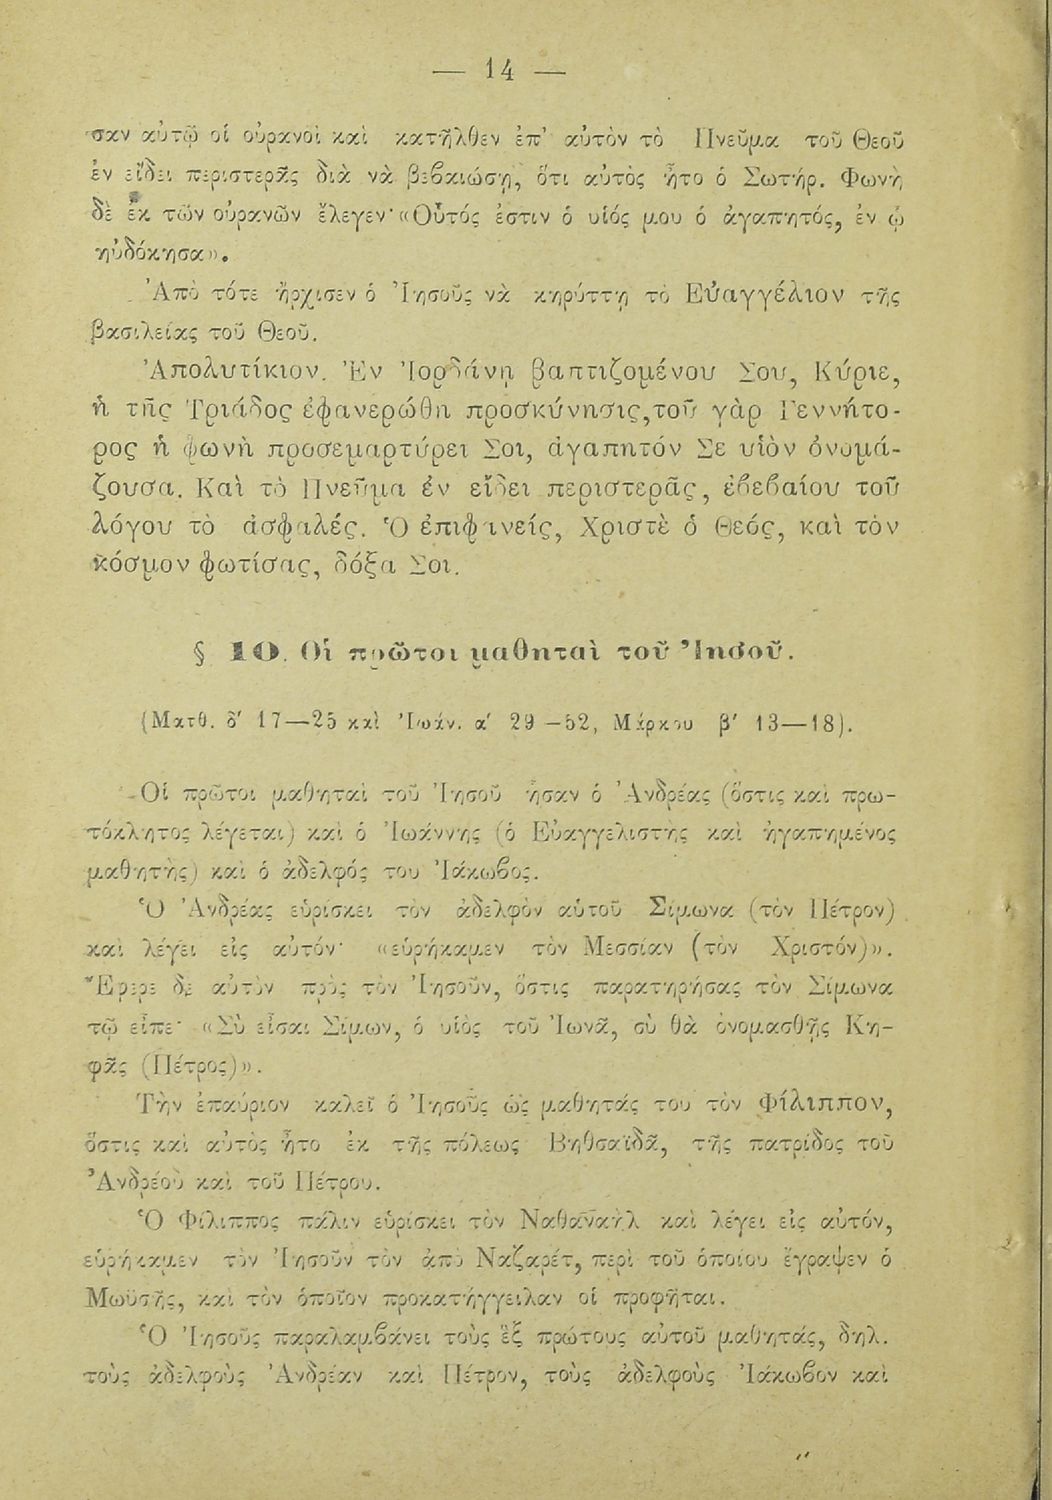 — 14 —
σαν αὐτῷ οἱ οὐρανοὶ καὶ κατῆλθεν ἐπ' αὐτὸν τὸ Πνεῦμα τοῦ Θεοῦ
ἐν εἴδει περιστερᾶς διὰ νὰ βεβαιώσῃ, ὅτι αὐτὸς ἦτο ὁ Σωτήρ. Φωνὴ
δὲ ἐκ τῶν οὐρανῶν ἔλεγεν· «Οὗτός ἐστιν ὁ υἱός μου ὁ ἀγαπητός, ἐν ᾧ
ηὐδόκησα».
Ἀπὸ τότε ἤρχισεν ὁ Ἰησοῦς νὰ κηρύττῃ τὸ Εὐαγγέλιον τῆς
βασιλείας τοῦ Θεοῦ.
Ἀπολυτίκιον. Ἐν Ἰορδάνῃ βαπτιζομένου Σου, Κύριε,
ἡ τῆς Τριάδος ἐφανερώθη προσκύνησις, τοῦ γὰρ Γεννήτο-
ρος ἡ φωνὴ προσεμαρτύρει Σοι, ἀγαπητόν Σε υἱὸν ὀνομά-
ζουσα. Καὶ τὸ Πνεῦμα ἐν εἴδει περιστερᾶς, ἐβεβαίου τοῦ
λόγου τὸ ἀσφαλές. Ὁ ἐπιφανείς, Χριστὲ ὁ Θεός, καὶ τὸν
κόσμον φωτίσας, δόξα Σοι.
§ 10. Οἱ πρῶτοι μαθηταὶ τοῦ Ἰησοῦ.
(Ματθ. δ' 17—25 καὶ Ἰωάν. α' 29—52, Μάρκου β' 13—18).
Οἱ πρῶτοι μαθηταὶ τοῦ Ἰησοῦ ἦσαν ὁ Ἀνδρέας (ὅστις καὶ πρω-
τόκλητος λέγεται) καὶ ὁ Ἰωάννης (ὁ Εὐαγγελιστὴς καὶ ἠγαπημένος
μαθητὴς) καὶ ὁ ἀδελφός του Ἰάκωβος.
Ὁ Ἀνδρέας εὑρίσκει τὸν ἀδελφὸν αὑτοῦ Σίμωνα (τὸν Πέτρον)
καὶ λέγει εἰς αὐτόν· «εὑρήκαμεν τὸν Μεσσίαν (τὸν Χριστόν)».
Ἔφερε δὲ αὐτὸν πρὸς τὸν Ἰησοῦν, ὅστις παρατηρήσας τὸν Σίμωνα
τῷ εἶπε· «Σὺ εἶσαι Σίμων, ὁ υἱὸς τοῦ Ἰωνᾶ, σὺ θὰ ὀνομασθῇς Κη-
φᾶς (Πέτρος)».
Τὴν ἐπαύριον καλεῖ ὁ Ἰησοῦς ὡς μαθητάς του τὸν Φίλιππον,
ὅστις καὶ αὐτὸς ἦτο ἐκ τῆς πόλεως Βηθσαϊδᾶ, τῆς πατρίδος τοῦ
Ἀνδρέου καὶ τοῦ Πέτρου.
Ὁ Φίλιππος πάλιν εὑρίσκει τὸν Ναθαναὴλ καὶ λέγει εἰς αὐτόν,
εὑρήκαμεν τὸν Ἰησοῦν τὸν ἀπὸ Ναζαρέτ, περὶ τοῦ ὁποίου ἔγραψεν ὁ
Μωϋσῆς, καὶ τὸν ὁποῖον προκατήγγειλαν οἱ προφῆται.
Ὁ Ἰησοῦς παραλαμβάνει τοὺς ἓξ πρώτους αὐτοῦ μαθητάς, δηλ.
τοὺς ἀδελφοὺς Ἀνδρέαν καὶ Πέτρον, τοὺς ἀδελφοὺς Ἰάκωβον καὶ